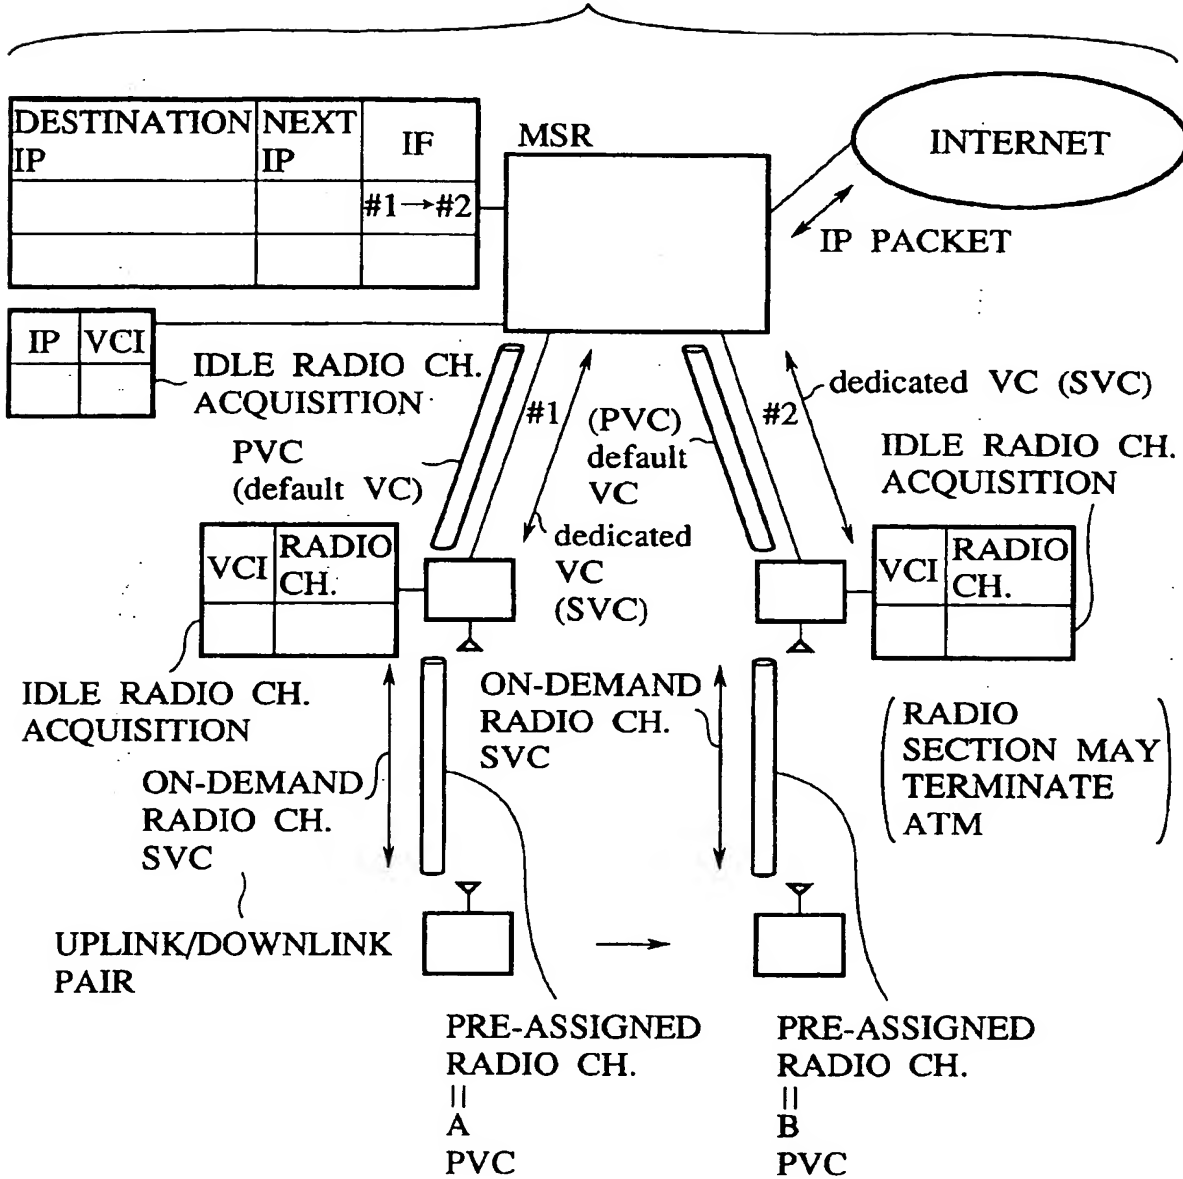 DESTINATION IP
NEXT IP
IF
#1→#2
MSR
INTERNET
IP PACKET
IP
VCI
IDLE RADIO CH.
ACQUISITION
PVC
(default VC)
#1
(PVC)
default
VC
#2
dedicated VC (SVC)
IDLE RADIO CH.
ACQUISITION
dedicated
VC
(SVC)
VCI
RADIO
CH.
VCI
RADIO
CH.
IDLE RADIO CH.
ACQUISITION
ON-DEMAND
RADIO CH.
SVC
ON-DEMAND
RADIO CH.
SVC
RADIO
SECTION MAY
TERMINATE
ATM
UPLINK/DOWNLINK
PAIR
PRE-ASSIGNED
RADIO CH.
=
A
PVC
PRE-ASSIGNED
RADIO CH.
=
B
PVC